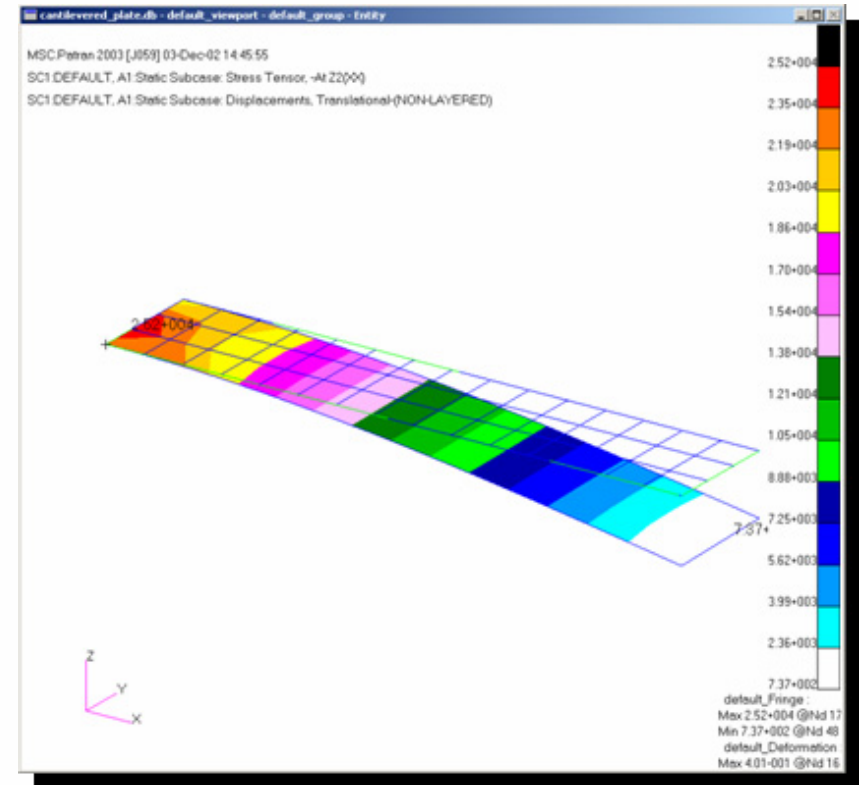 cantilevered_plate.db - default_viewport - default_group - Entity
MSC.Patran 2003 [J059] 03-Dec-02 14:45:55
SC1:DEFAULT, A1:Static Subcase: Stress Tensor, -At Z2(XX)
SC1:DEFAULT, A1:Static Subcase: Displacements, Translational-(NON-LAYERED)
2.52+004
2.35+004
2.19+004
2.03+004
1.86+004
1.70+004
1.54+004
1.38+004
1.21+004
1.05+004
8.88+003
7.25+003
5.62+003
3.99+003
2.36+003
7.37+002
2.52+004
7.37+
Z
Y
X
default_Fringe :
Max 2.52+004 @Nd 17
Min 7.37+002 @Nd 48
default_Deformation :
Max 4.01-001 @Nd 16